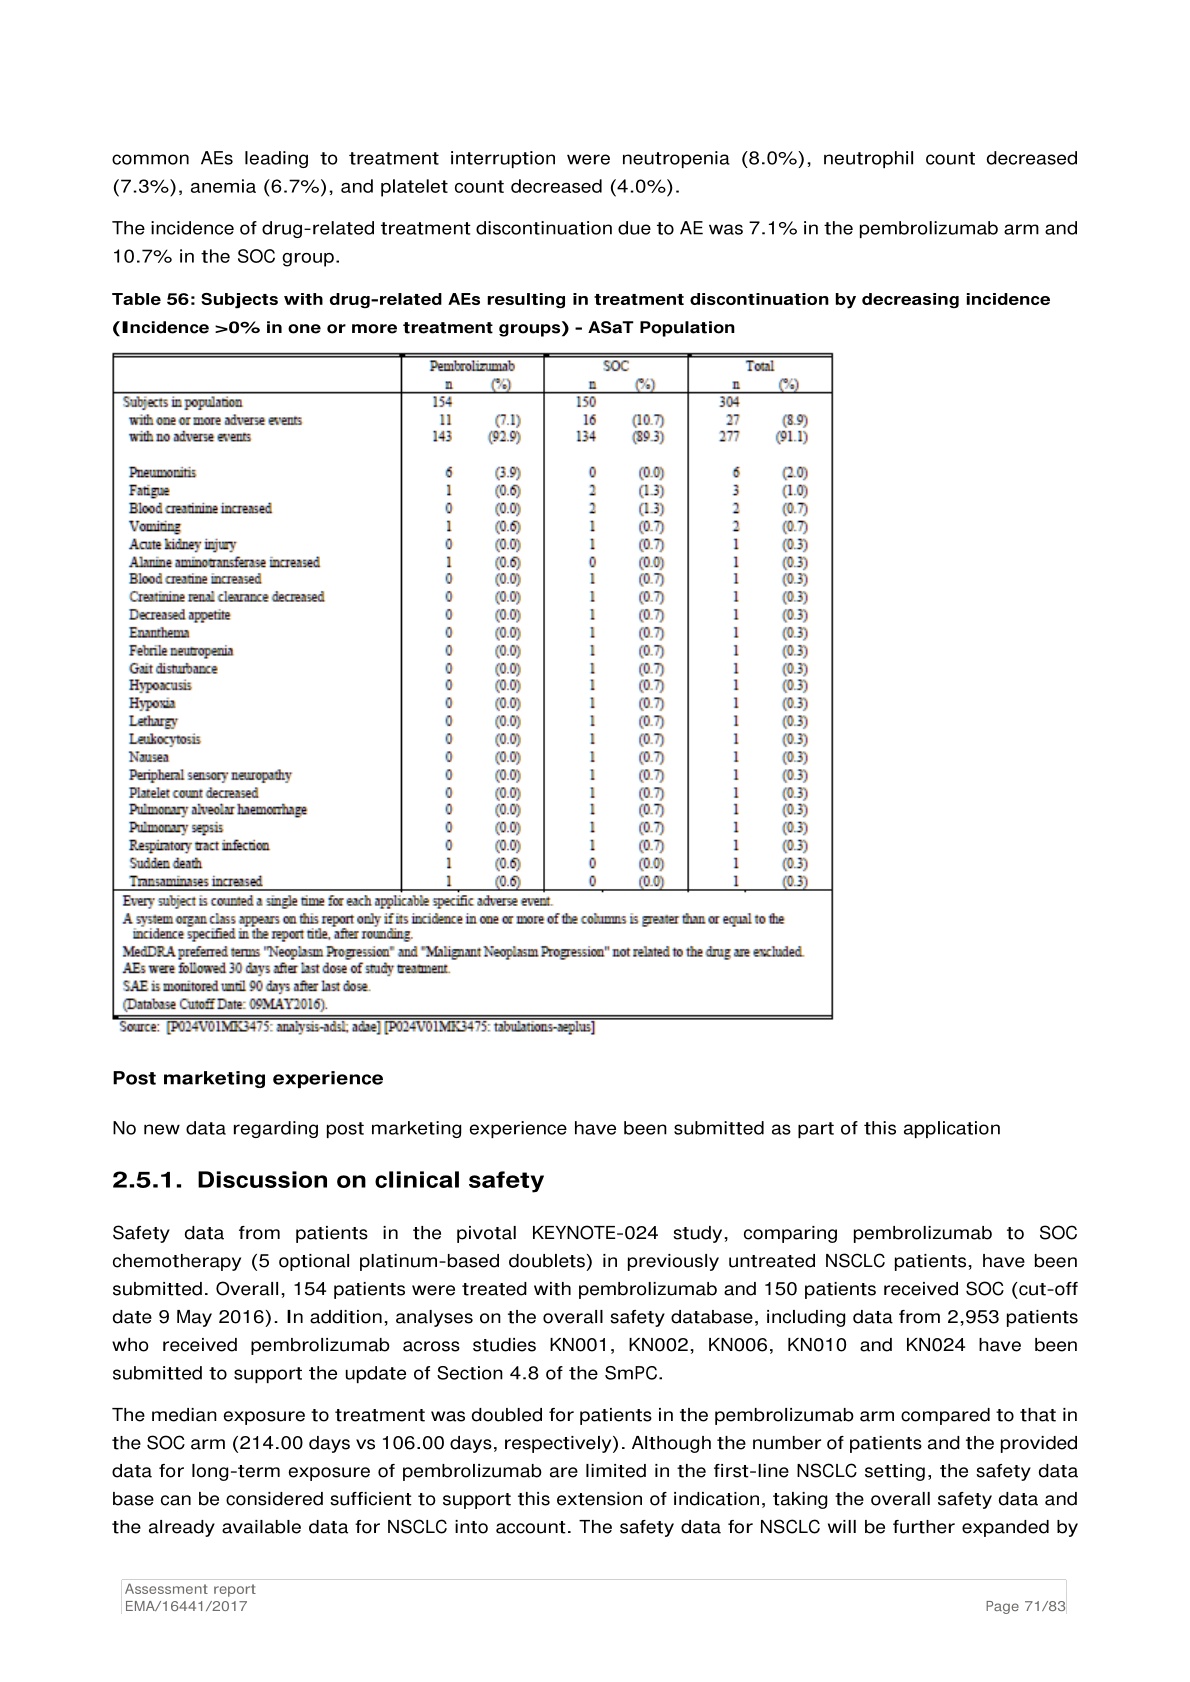 common AEs leading to treatment interruption were neutropenia (8.0%), neutrophil count decreased
(7.3%), anemia (6.7%), and platelet count decreased (4.0%).
The incidence of drug-related treatment discontinuation due to AE was 7.1% in the pembrolizumab arm and
10.7% in the SOC group.
Table 56: Subjects with drug-related AEs resulting in treatment discontinuation by decreasing incidence
(Incidence >0% in one or more treatment groups) - ASaT Population
Pembrolizumab SOC Total
n (%) n (%) n (%)
Subjects in population 154 150 304
with one or more adverse events 11 (7.1) 16 (10.7) 27 (8.9)
with no adverse events 143 (92.9) 134 (89.3) 277 (91.1)
Pneumonitis 6 (3.9) 0 (0.0) 6 (2.0)
Fatigue 1 (0.6) 2 (1.3) 3 (1.0)
Blood creatinine increased 0 (0.0) 2 (1.3) 2 (0.7)
Vomiting 1 (0.6) 1 (0.7) 2 (0.7)
Acute kidney injury 0 (0.0) 1 (0.7) 1 (0.3)
Alanine aminotransferase increased 1 (0.6) 0 (0.0) 1 (0.3)
Blood creatine increased 0 (0.0) 1 (0.7) 1 (0.3)
Creatinine renal clearance decreased 0 (0.0) 1 (0.7) 1 (0.3)
Decreased appetite 0 (0.0) 1 (0.7) 1 (0.3)
Enanthema 0 (0.0) 1 (0.7) 1 (0.3)
Febrile neutropenia 0 (0.0) 1 (0.7) 1 (0.3)
Gait disturbance 0 (0.0) 1 (0.7) 1 (0.3)
Hypoacusis 0 (0.0) 1 (0.7) 1 (0.3)
Hypoxia 0 (0.0) 1 (0.7) 1 (0.3)
Lethargy 0 (0.0) 1 (0.7) 1 (0.3)
Leukocytosis 0 (0.0) 1 (0.7) 1 (0.3)
Nausea 0 (0.0) 1 (0.7) 1 (0.3)
Peripheral sensory neuropathy 0 (0.0) 1 (0.7) 1 (0.3)
Platelet count decreased 0 (0.0) 1 (0.7) 1 (0.3)
Pulmonary alveolar haemorrhage 0 (0.0) 1 (0.7) 1 (0.3)
Pulmonary sepsis 0 (0.0) 1 (0.7) 1 (0.3)
Respiratory tract infection 0 (0.0) 1 (0.7) 1 (0.3)
Sudden death 1 (0.6) 0 (0.0) 1 (0.3)
Transaminases increased 1 (0.6) 0 (0.0) 1 (0.3)
Every subject is counted a single time for each applicable specific adverse event.
A system organ class appears on this report only if its incidence in one or more of the columns is greater than or equal to the
incidence specified in the report title, after rounding.
MedDRA preferred terms "Neoplasm Progression" and "Malignant Neoplasm Progression" not related to the drug are excluded.
AEs were followed 30 days after last dose of study treatment.
SAE is monitored until 90 days after last dose.
(Database Cutoff Date: 09MAY2016).
Source: [P024V01MK3475: analysis-adsl; adae] [P024V01MK3475: tabulations-aeplus]
Post marketing experience
No new data regarding post marketing experience have been submitted as part of this application
2.5.1. Discussion on clinical safety
Safety data from patients in the pivotal KEYNOTE-024 study, comparing pembrolizumab to SOC
chemotherapy (5 optional platinum-based doublets) in previously untreated NSCLC patients, have been
submitted. Overall, 154 patients were treated with pembrolizumab and 150 patients received SOC (cut-off
date 9 May 2016). In addition, analyses on the overall safety database, including data from 2,953 patients
who received pembrolizumab across studies KN001, KN002, KN006, KN010 and KN024 have been
submitted to support the update of Section 4.8 of the SmPC.
The median exposure to treatment was doubled for patients in the pembrolizumab arm compared to that in
the SOC arm (214.00 days vs 106.00 days, respectively). Although the number of patients and the provided
data for long-term exposure of pembrolizumab are limited in the first-line NSCLC setting, the safety data
base can be considered sufficient to support this extension of indication, taking the overall safety data and
the already available data for NSCLC into account. The safety data for NSCLC will be further expanded by
Assessment report
EMA/16441/2017 Page 71/83